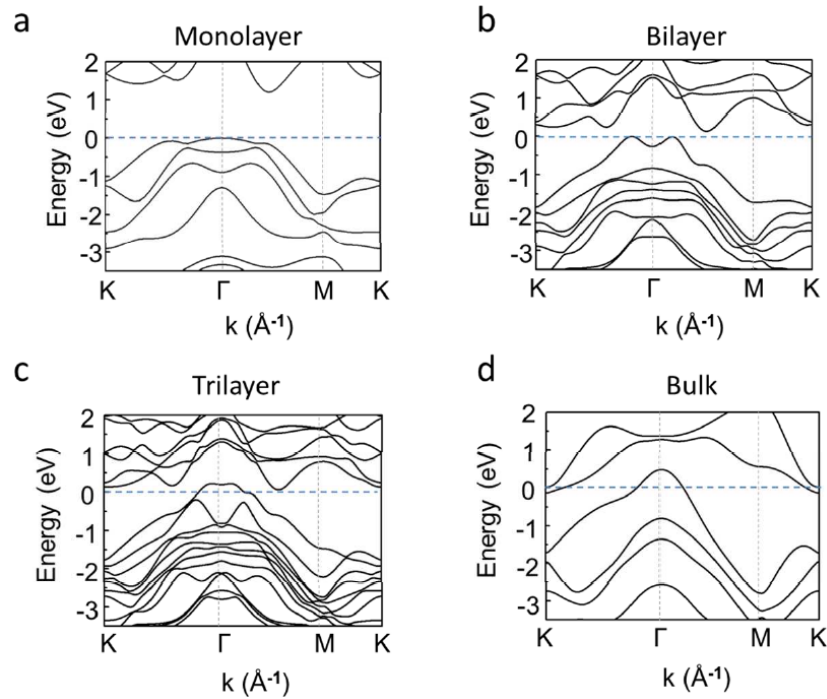 a
Monolayer
2
1
0
-1
-2
-3
Energy (eV)
K
Γ
M
K
k (Å⁻¹)
b
Bilayer
2
1
0
-1
-2
-3
Energy (eV)
K
Γ
M
K
k (Å⁻¹)
c
Trilayer
2
1
0
-1
-2
-3
Energy (eV)
K
Γ
M
K
k (Å⁻¹)
d
Bulk
2
1
0
-1
-2
-3
Energy (eV)
K
Γ
M
K
k (Å⁻¹)